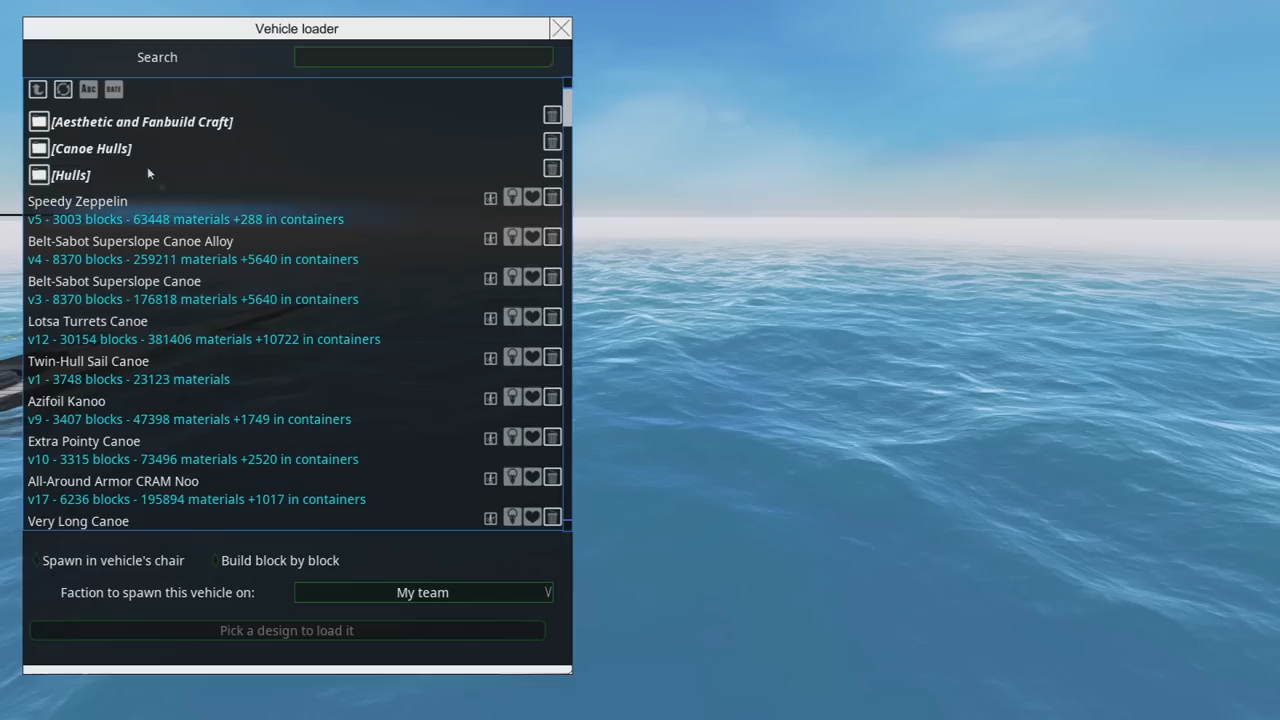 Vehicle loader
Search
ABC DATE
[Aesthetic and Fanbuild Craft]
[Canoe Hulls]
[Hulls]
Speedy Zeppelin
v5 - 3003 blocks - 63448 materials +288 in containers
Belt-Sabot Superslope Canoe Alloy
v4 - 8370 blocks - 259211 materials +5640 in containers
Belt-Sabot Superslope Canoe
v3 - 8370 blocks - 176818 materials +5640 in containers
Lotsa Turrets Canoe
v12 - 30154 blocks - 381406 materials +10722 in containers
Twin-Hull Sail Canoe
v1 - 3748 blocks - 23123 materials
Azifoil Kanoo
v9 - 3407 blocks - 47398 materials +1749 in containers
Extra Pointy Canoe
v10 - 3315 blocks - 73496 materials +2520 in containers
All-Around Armor CRAM Noo
v17 - 6236 blocks - 195894 materials +1017 in containers
Very Long Canoe
Spawn in vehicle's chair Build block by block
Faction to spawn this vehicle on: My team V
Pick a design to load it